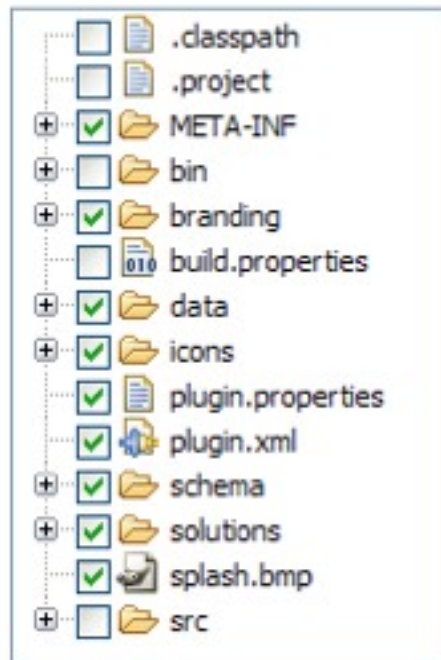 .classpath
.project
META-INF
bin
branding
build.properties
data
icons
plugin.properties
plugin.xml
schema
solutions
splash.bmp
src